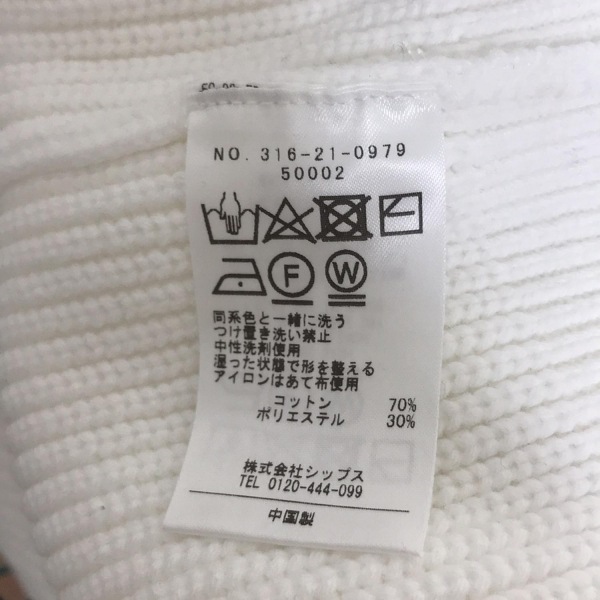 NO. 316-21-0979
50002
F
W
同系色と一緒に洗う
つけ置き洗い禁止
中性洗剤使用
湿った状態で形を整える
アイロンはあて布使用
コットン 70%
ポリエステル 30%
株式会社シップス
TEL 0120-444-099
中国製